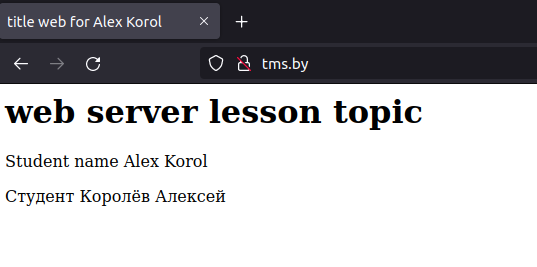 title web for Alex Korol
tms.by
web server lesson topic
Student name Alex Korol
Студент Королёв Алексей